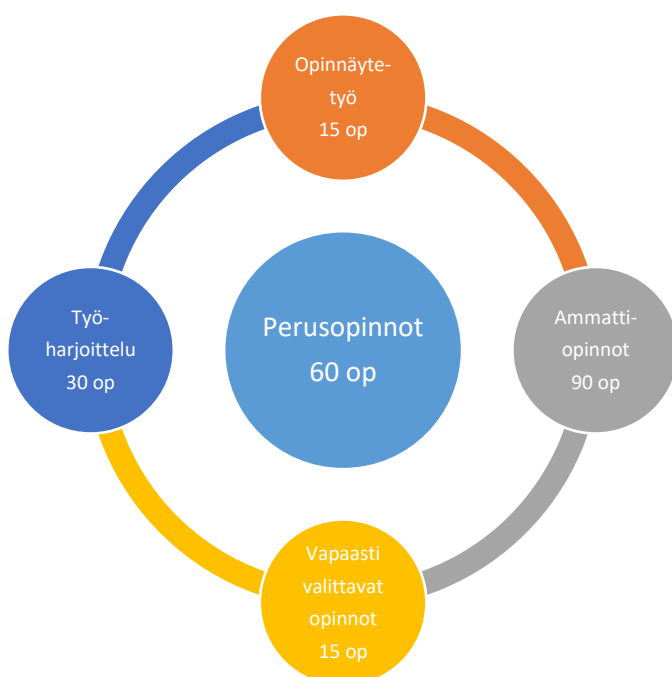 Opinnäyte-
työ
15 op
Työ-
harjoittelu
30 op
Perusopinnot
60 op
Ammatti-
opinnot
90 op
Vapaasti
valittavat
opinnot
15 op